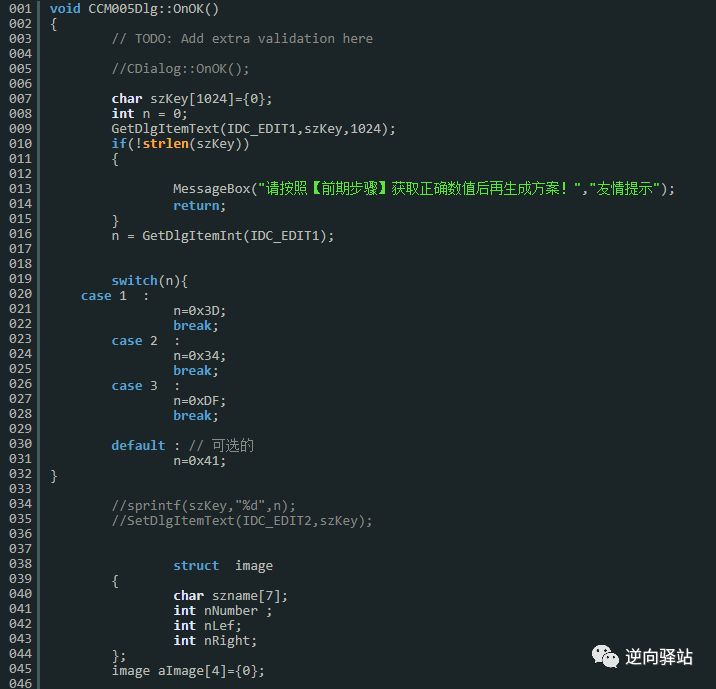 001 void CCM005Dlg::OnOK()
002 {
003 // TODO: Add extra validation here
004
005 //CDialog::OnOK();
006
007 char szKey[1024]={0};
008 int n = 0;
009 GetDlgItemText(IDC_EDIT1,szKey,1024);
010 if(!strlen(szKey))
011 {
012
013 MessageBox("请按照【前期步骤】获取正确数值后再生成方案！","友情提示");
014 return;
015 }
016 n = GetDlgItemInt(IDC_EDIT1);
017
018
019 switch(n){
020 case 1  :
021 n=0x3D;
022 break;
023 case 2  :
024 n=0x34;
025 break;
026 case 3  :
027 n=0xDF;
028 break;
029
030 default : // 可选的
031 n=0x41;
032 }
033
034 //sprintf(szKey,"%d",n);
035 //SetDlgItemText(IDC_EDIT2,szKey);
036
037
038 struct  image
039 {
040 char szname[7];
041 int nNumber ;
042 int nLef;
043 int nRight;
044 };
045 image aImage[4]={0};
046
逆向驿站